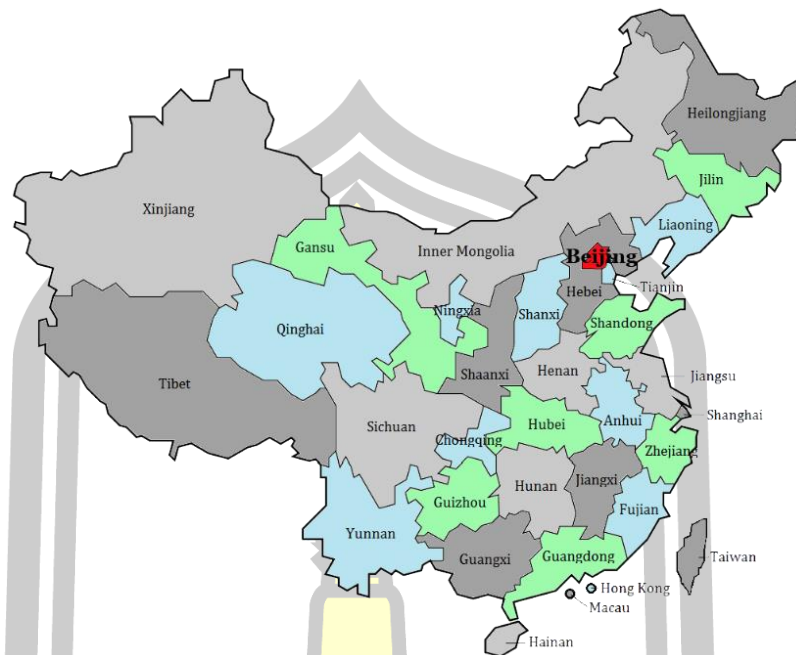 Heilongjiang
Jilin
Xinjiang
Liaoning
Gansu
Inner Mongolia
Beijing
Tianjin
Hebei
Ningxia
Shanxi
Shandong
Qinghai
Shaanxi
Henan
Jiangsu
Tibet
Shanghai
Sichuan
Chongqing
Hubei
Anhui
Zhejiang
Hunan
Jiangxi
Guizhou
Fujian
Yunnan
Guangxi
Guangdong
Taiwan
Hong Kong
Macau
Hainan